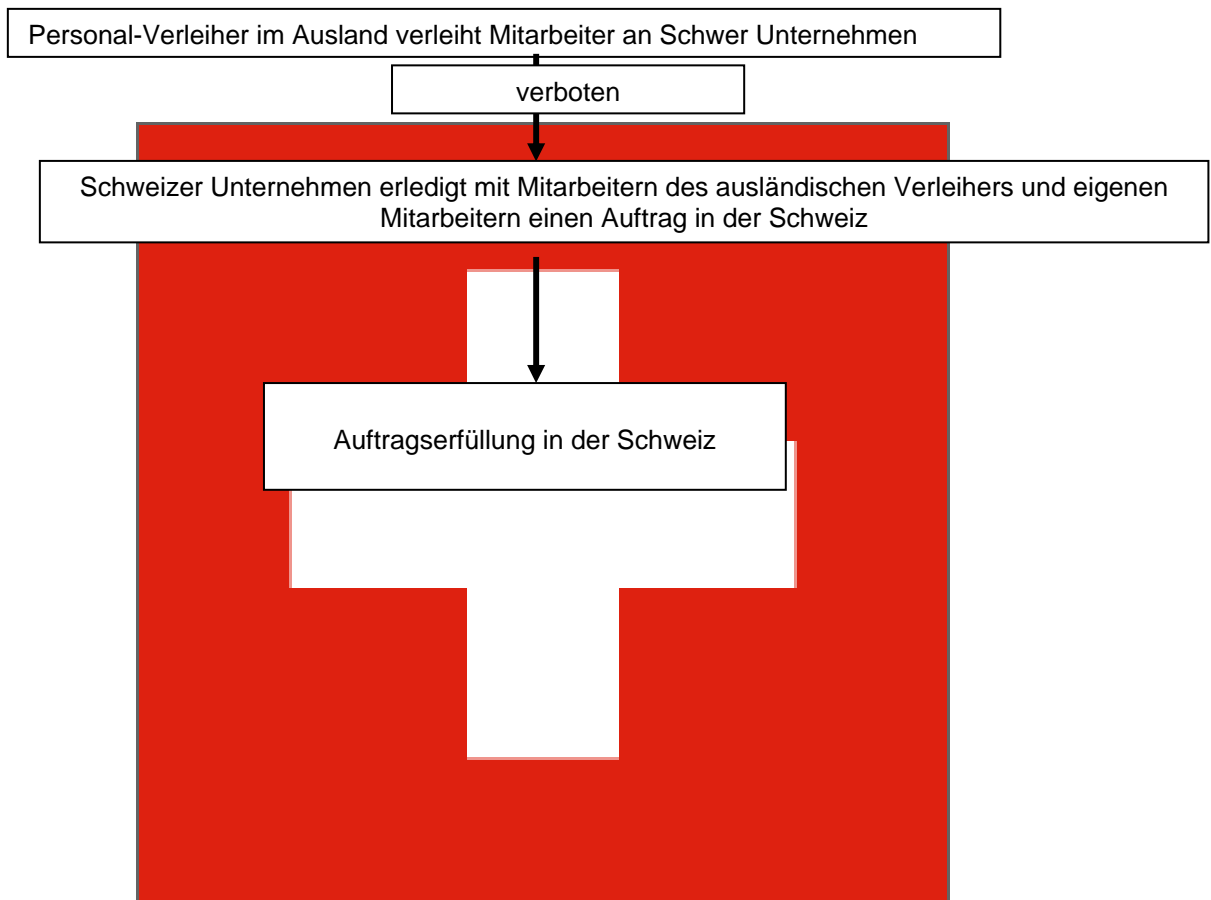 Personal-Verleiher im Ausland verleiht Mitarbeiter an Schwer Unternehmen
verboten
Schweizer Unternehmen erledigt mit Mitarbeitern des ausländischen Verleihers und eigenen
Mitarbeitern einen Auftrag in der Schweiz
Auftragserfüllung in der Schweiz